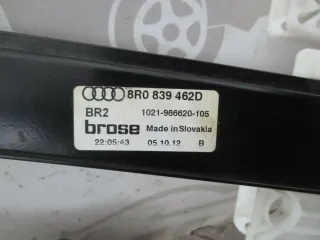 8R0 839 462D
BR2 1021-966620-105
brose Made in Slovakia
22:05:43 05.10.12 B